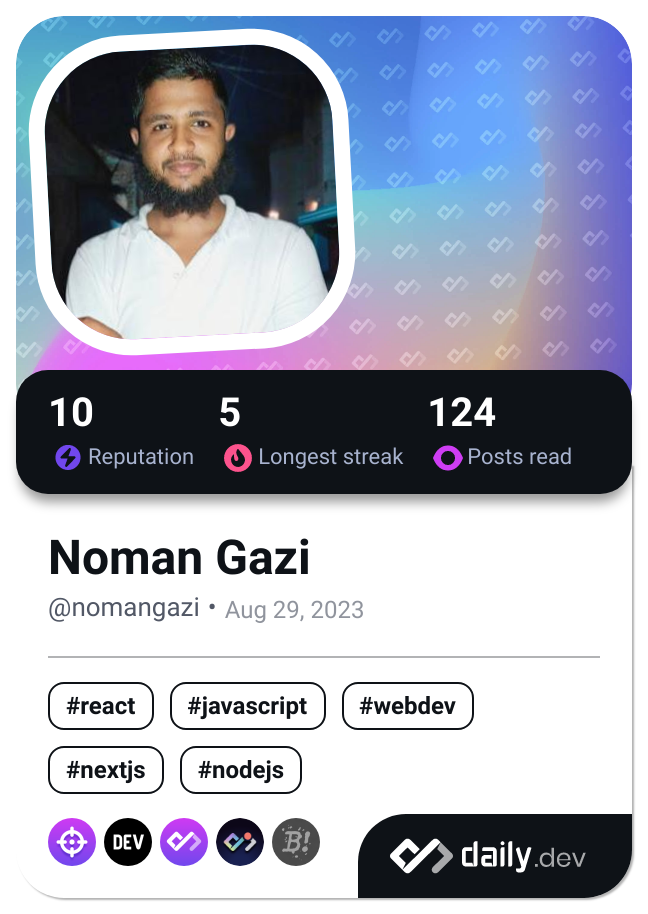 10 5 124
Reputation Longest streak Posts read
Noman Gazi
@nomangazi • Aug 29, 2023
#react #javascript #webdev
#nextjs #nodejs
DEV B!
daily.dev